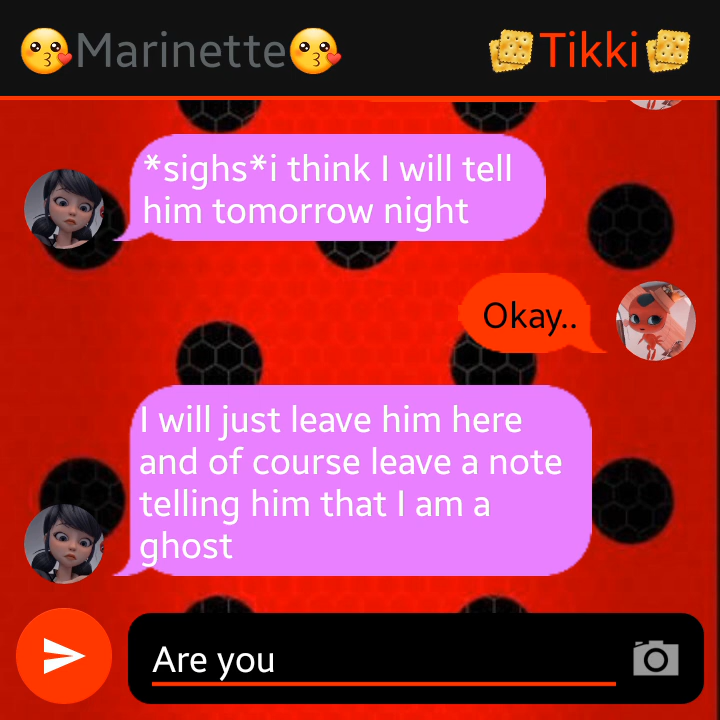 😘Marinette😘 🧇Tikki🧇
*sighs*i think I will tell
him tomorrow night
Okay..
I will just leave him here
and of course leave a note
telling him that I am a
ghost
Are you